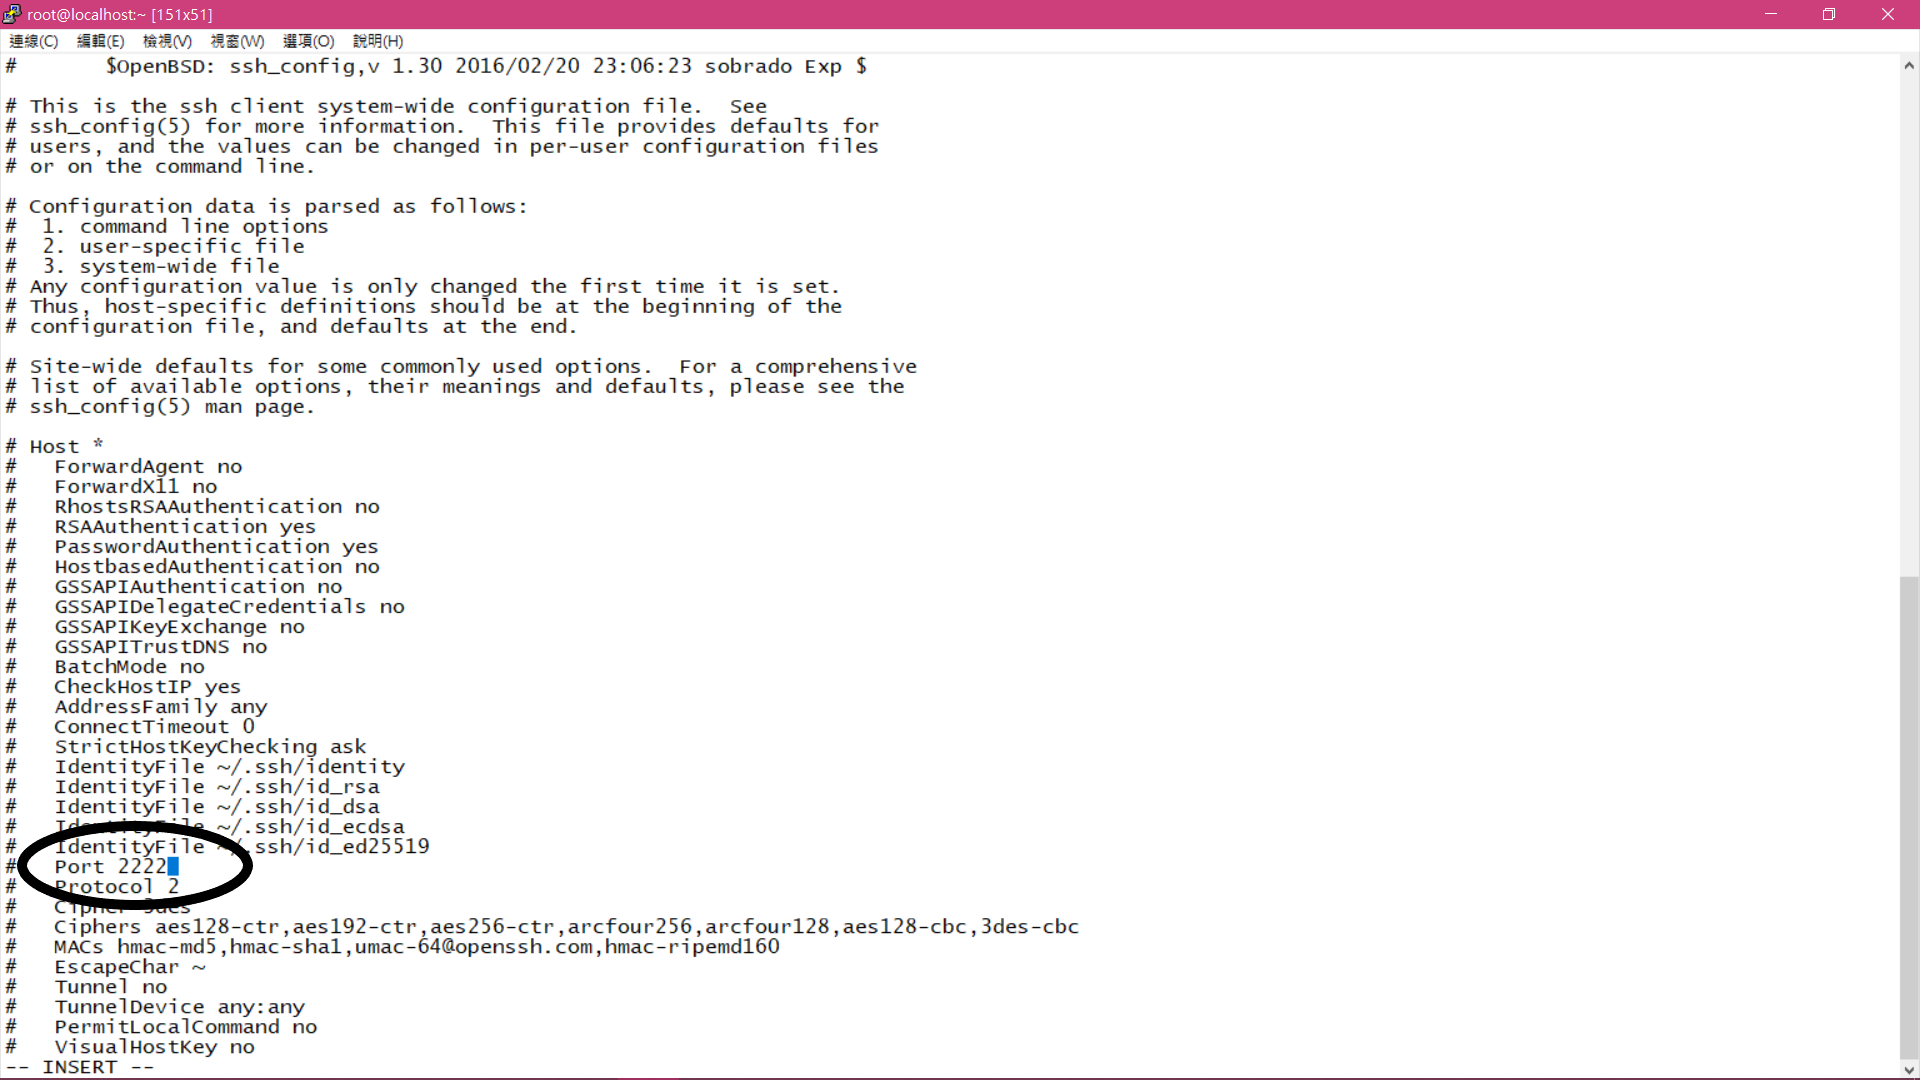 root@localhost:~ [151x51]
連線(C) 編輯(E) 檢視(V) 視窗(W) 選項(O) 說明(H)
#       $OpenBSD: ssh_config,v 1.30 2016/02/20 23:06:23 sobrado Exp $
# This is the ssh client system-wide configuration file.  See
# ssh_config(5) for more information.  This file provides defaults for
# users, and the values can be changed in per-user configuration files
# or on the command line.
# Configuration data is parsed as follows:
#  1. command line options
#  2. user-specific file
#  3. system-wide file
# Any configuration value is only changed the first time it is set.
# Thus, host-specific definitions should be at the beginning of the
# configuration file, and defaults at the end.
# Site-wide defaults for some commonly used options.  For a comprehensive
# list of available options, their meanings and defaults, please see the
# ssh_config(5) man page.
# Host *
#   ForwardAgent no
#   ForwardX11 no
#   RhostsRSAAuthentication no
#   RSAAuthentication yes
#   PasswordAuthentication yes
#   HostbasedAuthentication no
#   GSSAPIAuthentication no
#   GSSAPIDelegateCredentials no
#   GSSAPIKeyExchange no
#   GSSAPITrustDNS no
#   BatchMode no
#   CheckHostIP yes
#   AddressFamily any
#   ConnectTimeout 0
#   StrictHostKeyChecking ask
#   IdentityFile ~/.ssh/identity
#   IdentityFile ~/.ssh/id_rsa
#   IdentityFile ~/.ssh/id_dsa
#   IdentityFile ~/.ssh/id_ecdsa
#   IdentityFile ~/.ssh/id_ed25519
#   Port 2222
#   Protocol 2
#   Cipher 3des
#   Ciphers aes128-ctr,aes192-ctr,aes256-ctr,arcfour256,arcfour128,aes128-cbc,3des-cbc
#   MACs hmac-md5,hmac-sha1,umac-64@openssh.com,hmac-ripemd160
#   EscapeChar ~
#   Tunnel no
#   TunnelDevice any:any
#   PermitLocalCommand no
#   VisualHostKey no
-- INSERT --